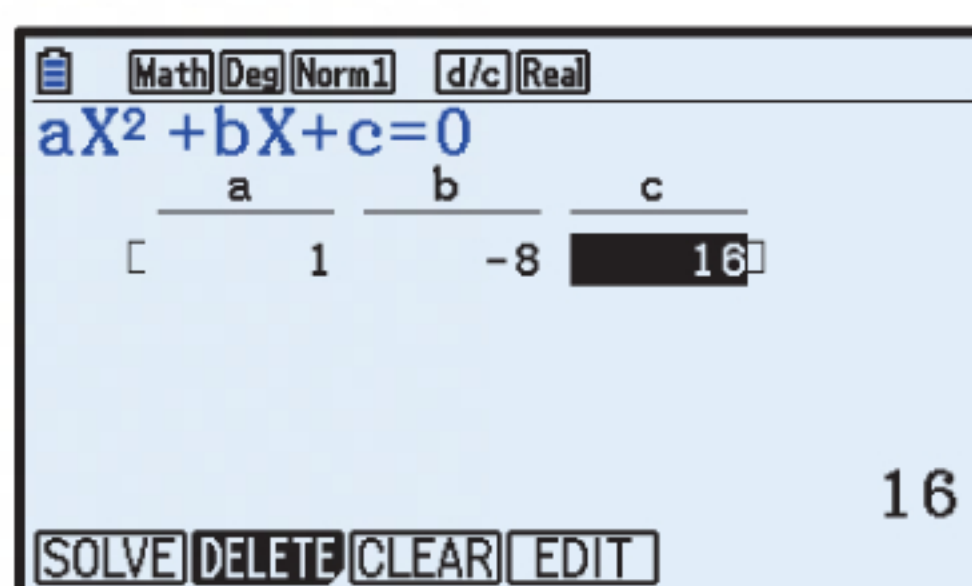 Math Deg Norm1 d/c Real
aX² +bX+c=0
a b c
[ 1 -8 16]
16
SOLVE DELETE CLEAR EDIT